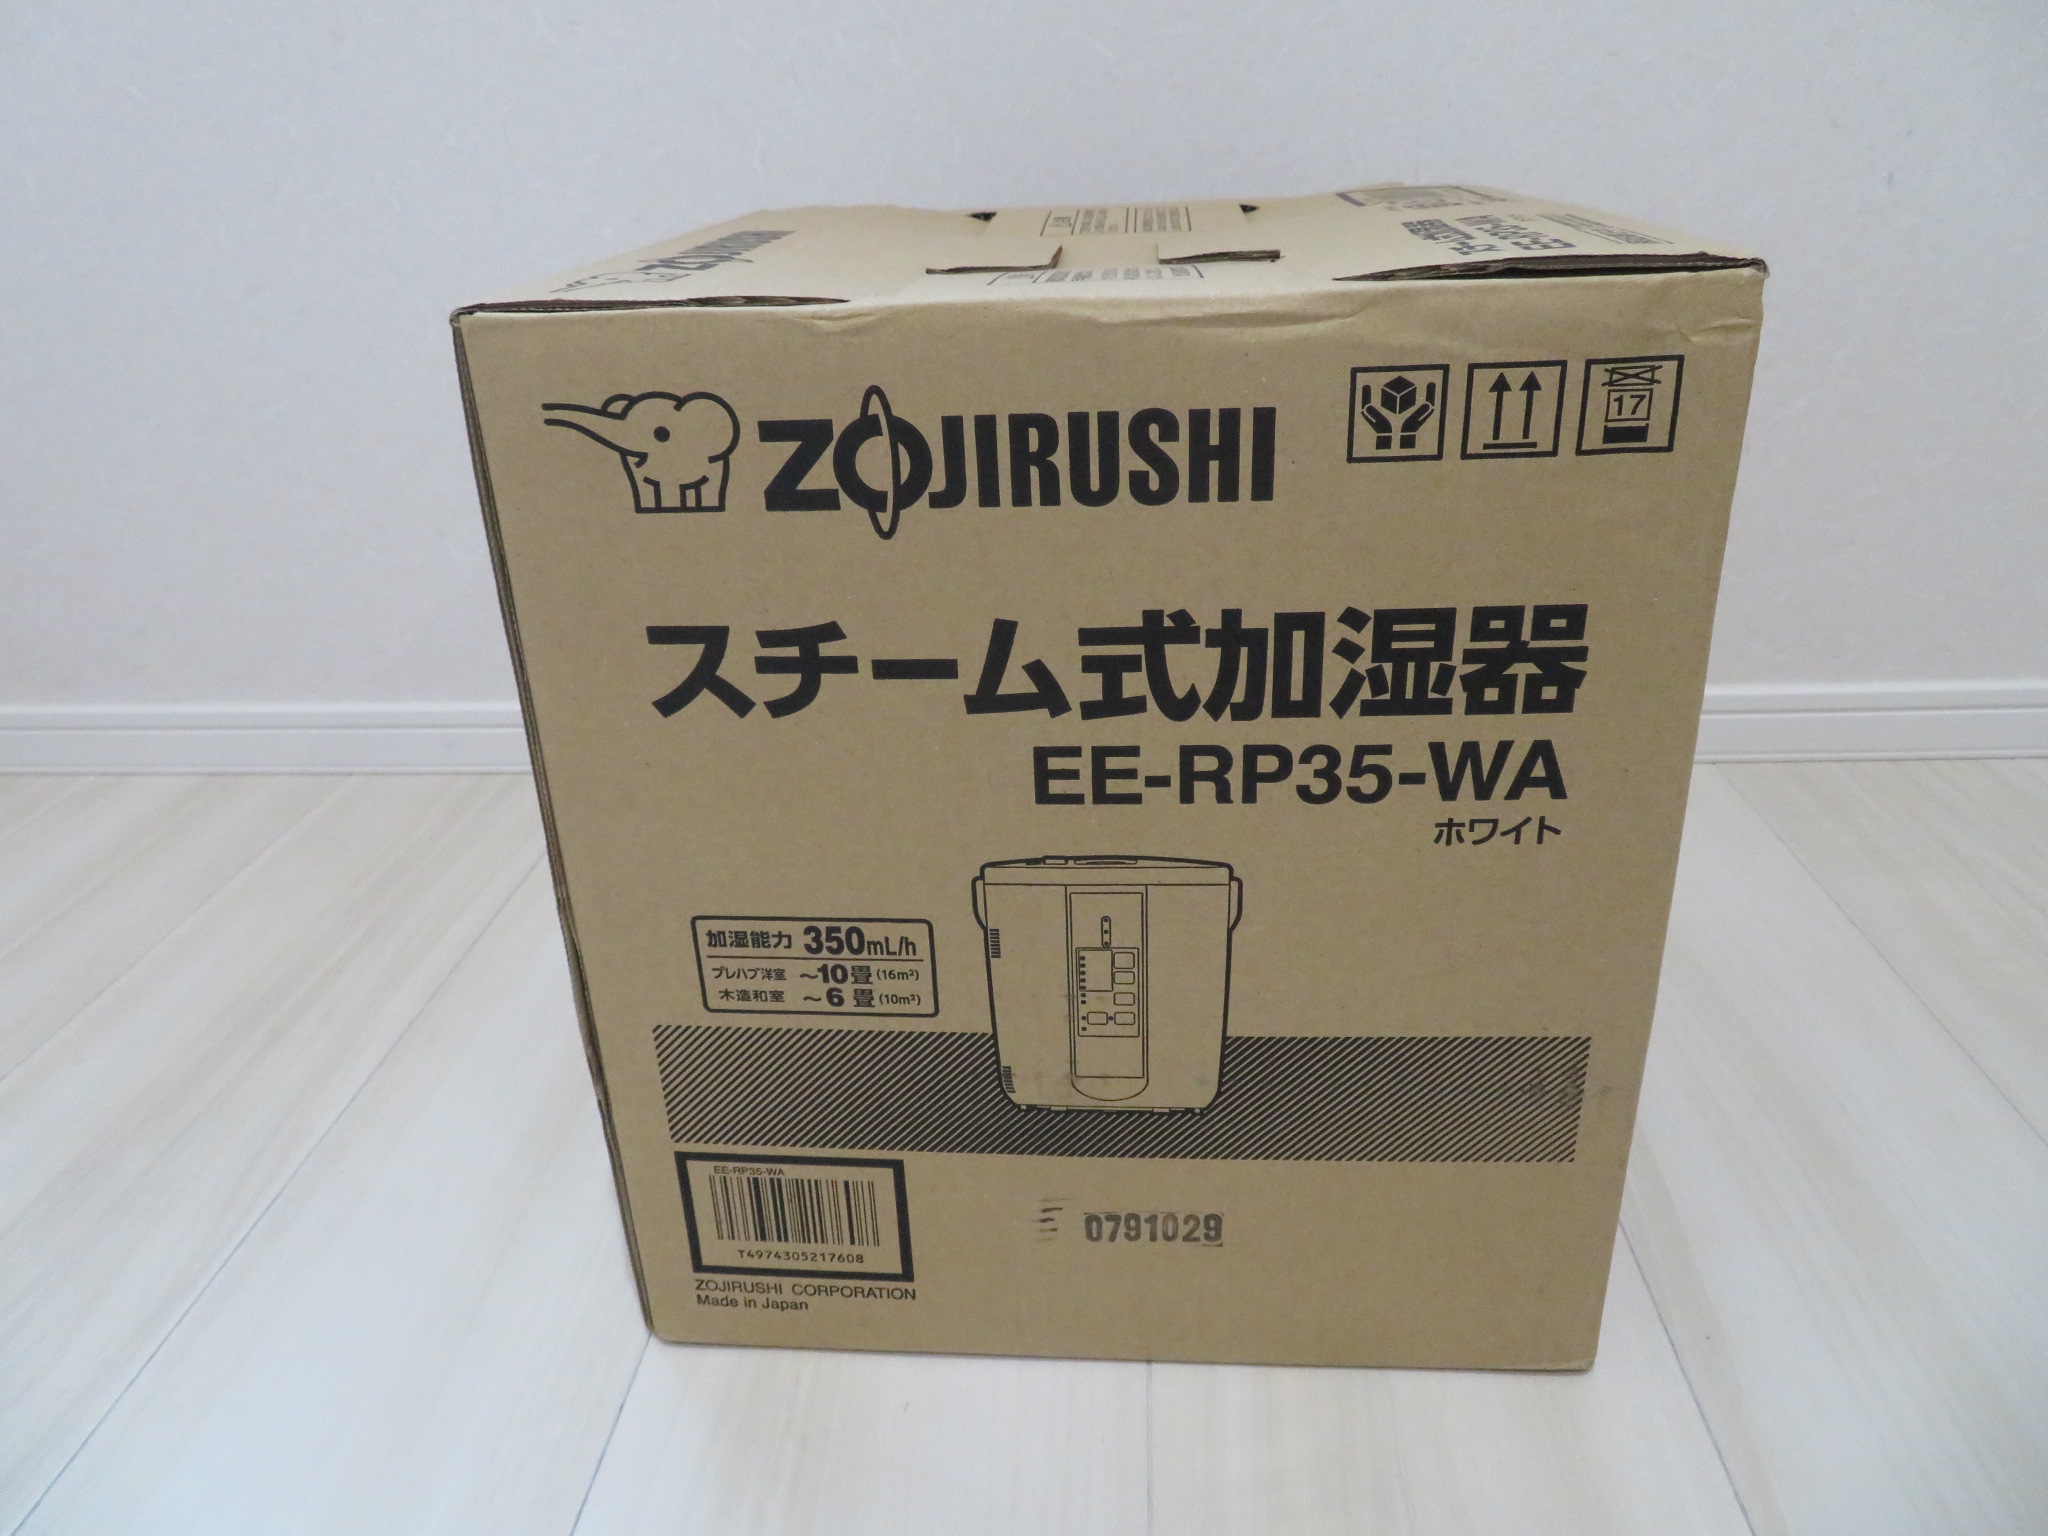 ZOJIRUSHI
17
スチーム式加湿器
EE-RP35-WA
ホワイト
加湿能力 350mL/h
プレハブ洋室 ~10畳(16m²)
木造和室 ~6畳(10m²)
EE-RP35-WA
T4974305217608
0791029
ZOJIRUSHI CORPORATION
Made in Japan